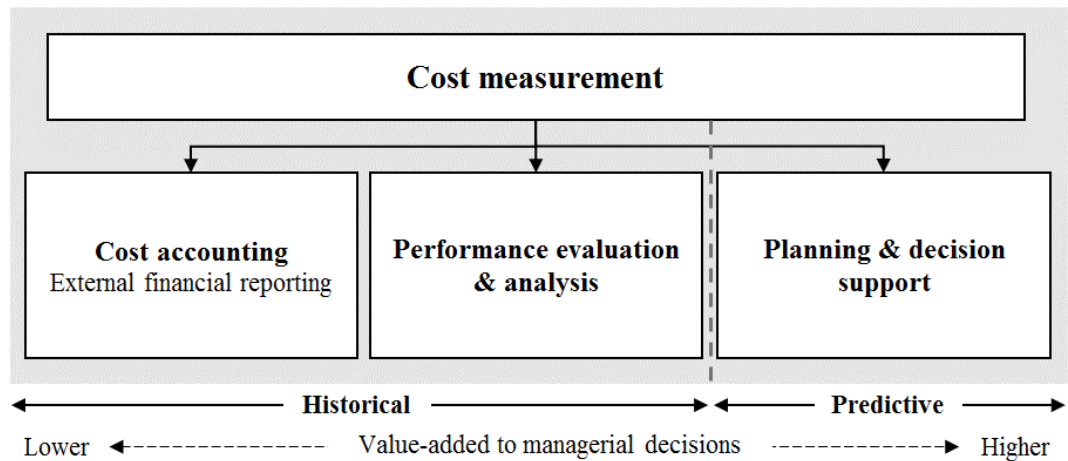 Cost measurement
Cost accounting
External financial reporting
Performance evaluation
& analysis
Planning & decision
support
Historical
Predictive
Lower
Value-added to managerial decisions
Higher